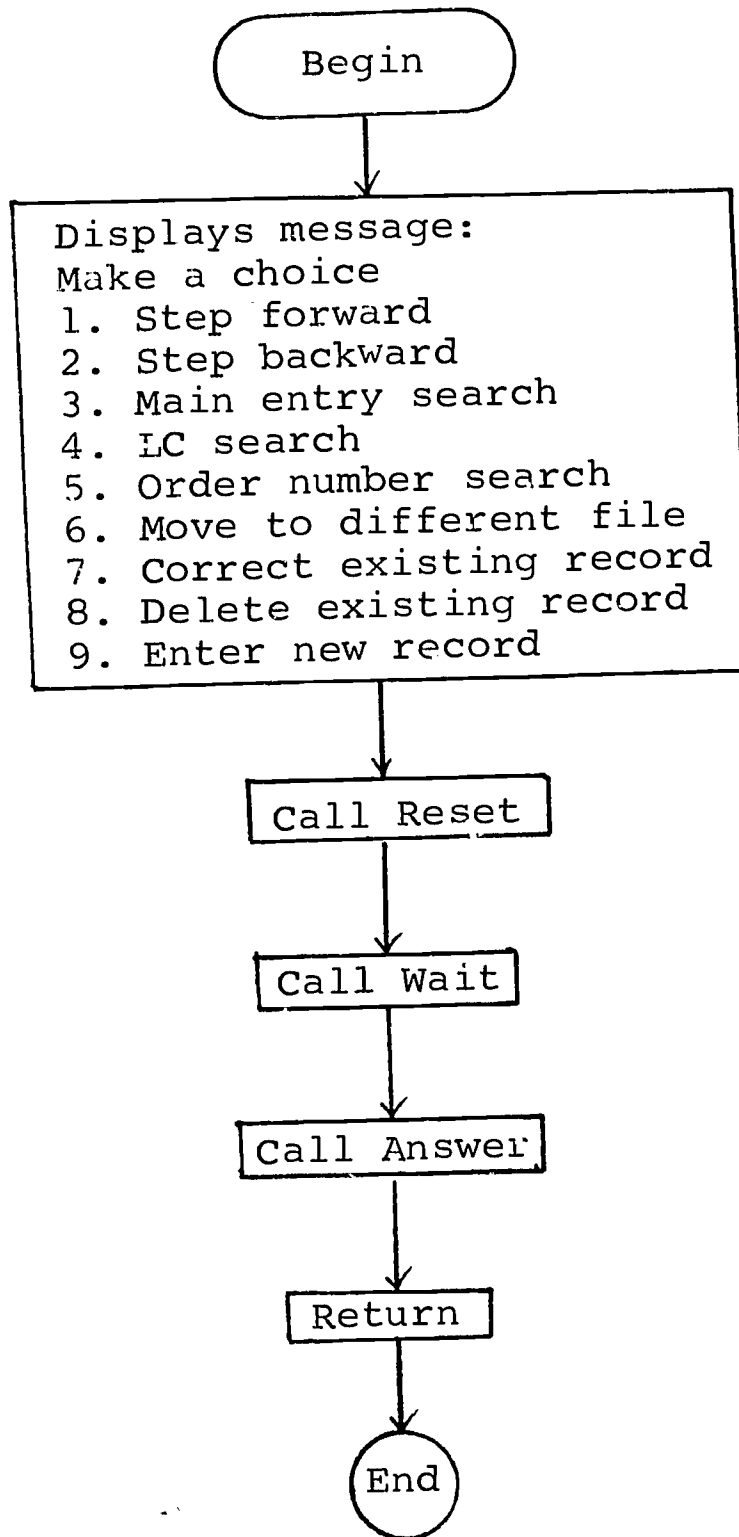 Begin
Displays message:
Make a choice
1. Step forward
2. Step backward
3. Main entry search
4. LC search
5. Order number search
6. Move to different file
7. Correct existing record
8. Delete existing record
9. Enter new record
Call Reset
Call Wait
Call Answer
Return
End